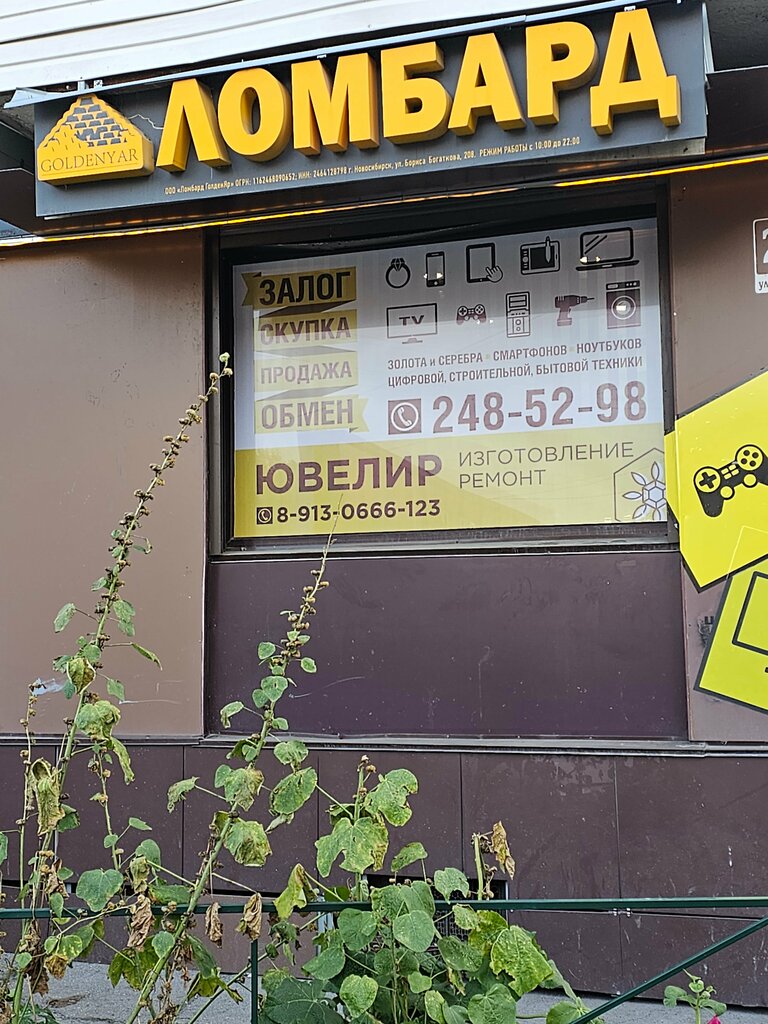 ЛОМБАРД
GOLDENYAR
ООО «Ломбард ГолденЯр» ОГРН: 1162468090652; ИНН: 2464128798 г. Новосибирск, ул. Бориса Богаткова, 208. РЕЖИМ РАБОТЫ с 10:00 до 22:00
ЗАЛОГ
СКУПКА
ПРОДАЖА
ОБМЕН
TV
ЗОЛОТА и СЕРЕБРА • СМАРТФОНОВ • НОУТБУКОВ
ЦИФРОВОЙ, СТРОИТЕЛЬНОЙ, БЫТОВОЙ ТЕХНИКИ
248-52-98
ЮВЕЛИР
ИЗГОТОВЛЕНИЕ
РЕМОНТ
8-913-0666-123